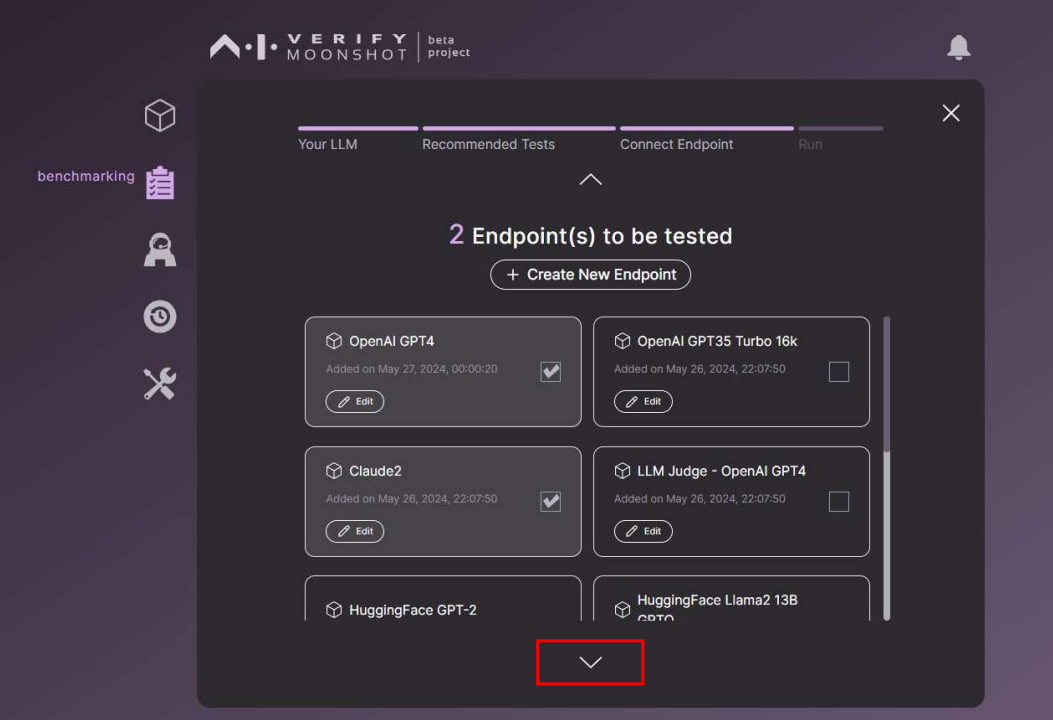 VERIFY
MOONSHOT
beta
project
benchmarking
Your LLM
Recommended Tests
Connect Endpoint
Run
2 Endpoint(s) to be tested
+ Create New Endpoint
OpenAI GPT4
Added on May 27, 2024, 00:00:20
Edit
OpenAI GPT35 Turbo 16k
Added on May 26, 2024, 22:07:50
Edit
Claude2
Added on May 26, 2024, 22:07:50
Edit
LLM Judge - OpenAI GPT4
Added on May 26, 2024, 22:07:50
Edit
HuggingFace GPT-2
HuggingFace Llama2 13B